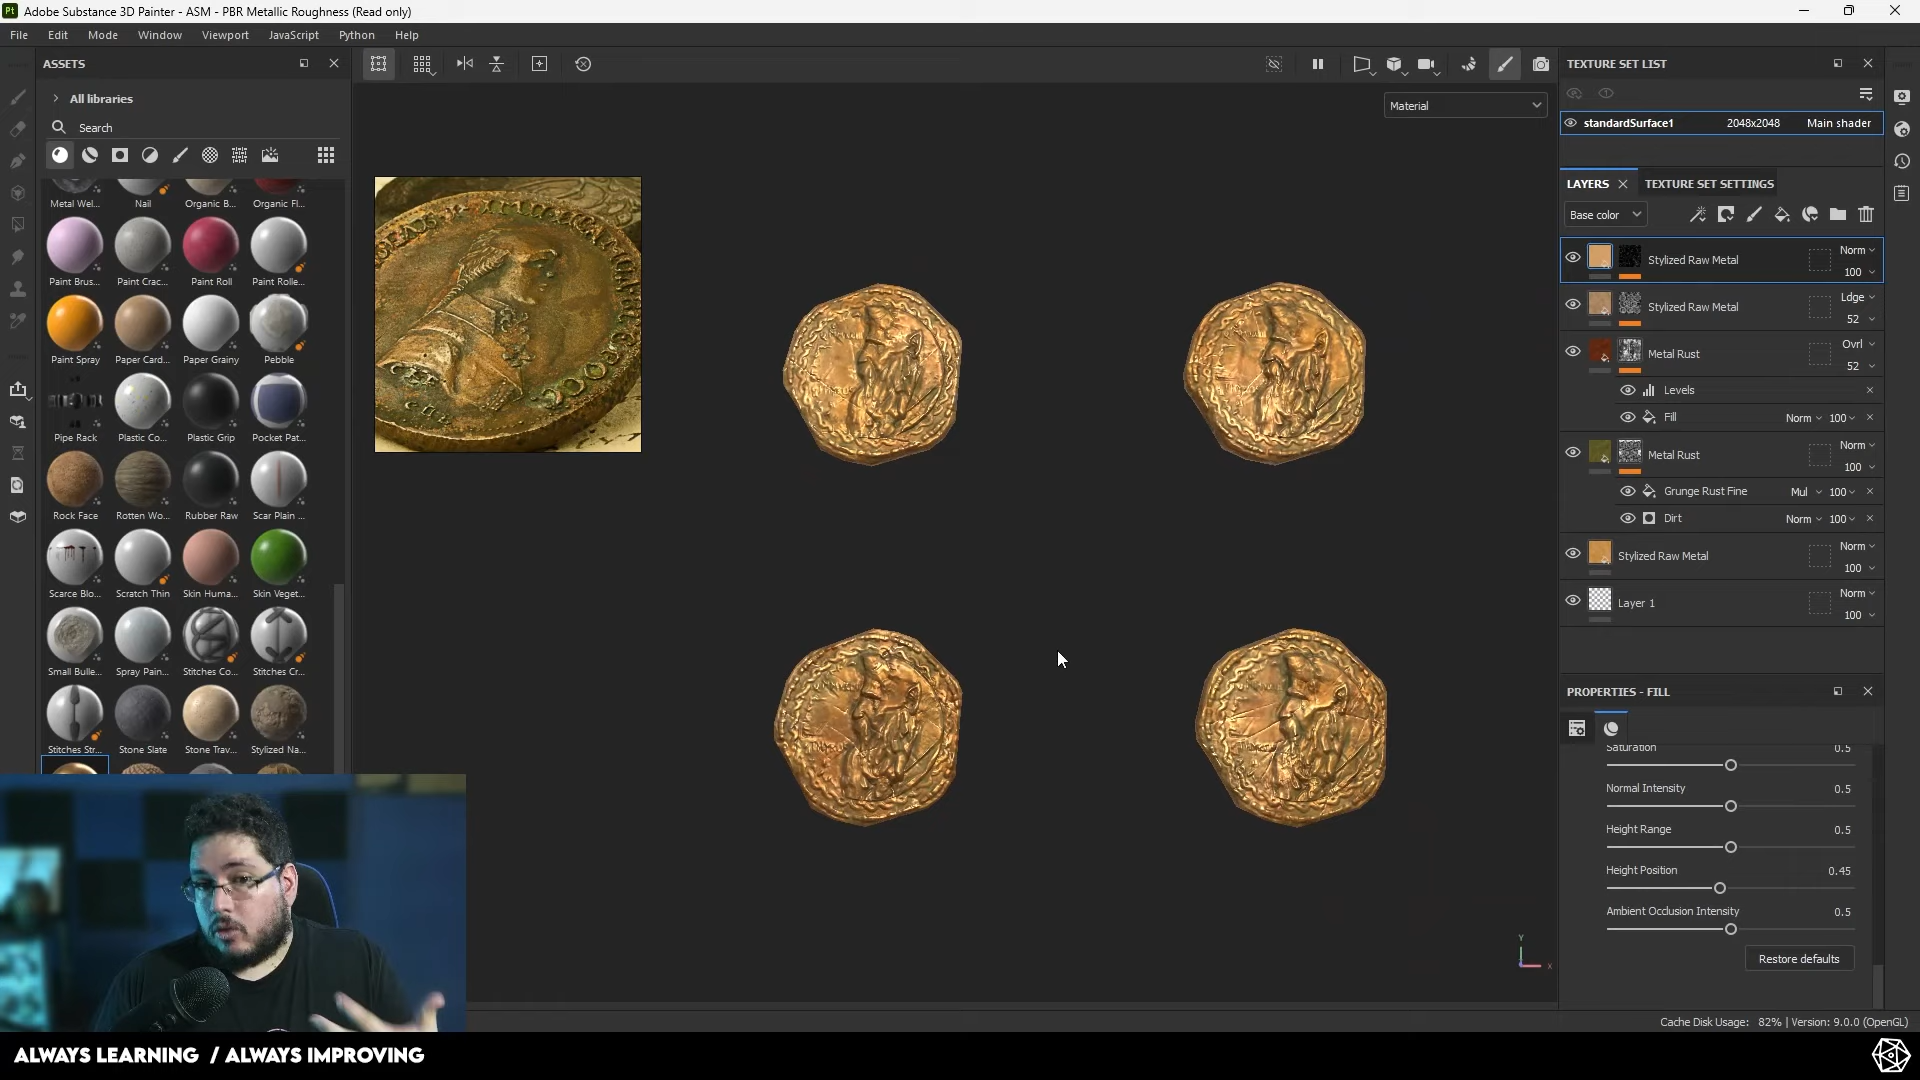 Pt Adobe Substance 3D Painter - ASM - PBR Metallic Roughness (Read only)
File Edit Mode Window Viewport JavaScript Python Help
ASSETS
All libraries
Search
Metal Wel... Nail Organic B... Organic Fl...
Paint Brus... Paint Crac... Paint Roll Paint Rolle...
Paint Spray Paper Card... Paper Grainy Pebble
Pipe Rack Plastic Co... Plastic Grip Pocket Pat...
Rock Face Rotten Wo... Rubber Raw Scar Plain ...
Scarce Blo... Scratch Thin Skin Huma... Skin Veget...
Small Bulle... Spray Pain... Stitches Co... Stitches Cr...
Stitches Str... Stone Slate Stone Trav... Stylized Na...
Material
Y
X
TEXTURE SET LIST
standardSurface1 2048x2048 Main shader
LAYERS TEXTURE SET SETTINGS
Base color
Stylized Raw Metal Norm
100
Stylized Raw Metal Ldge
52
Metal Rust Ovrl
52
Levels
Fill Norm 100
Metal Rust Norm
100
Grunge Rust Fine Mul 100
Dirt Norm 100
Stylized Raw Metal Norm
100
Layer 1 Norm
100
PROPERTIES - FILL
Saturation 0.5
Normal Intensity 0.5
Height Range 0.5
Height Position 0.45
Ambient Occlusion Intensity 0.5
Restore defaults
Cache Disk Usage: 82% | Version: 9.0.0 (OpenGL)
ALWAYS LEARNING / ALWAYS IMPROVING